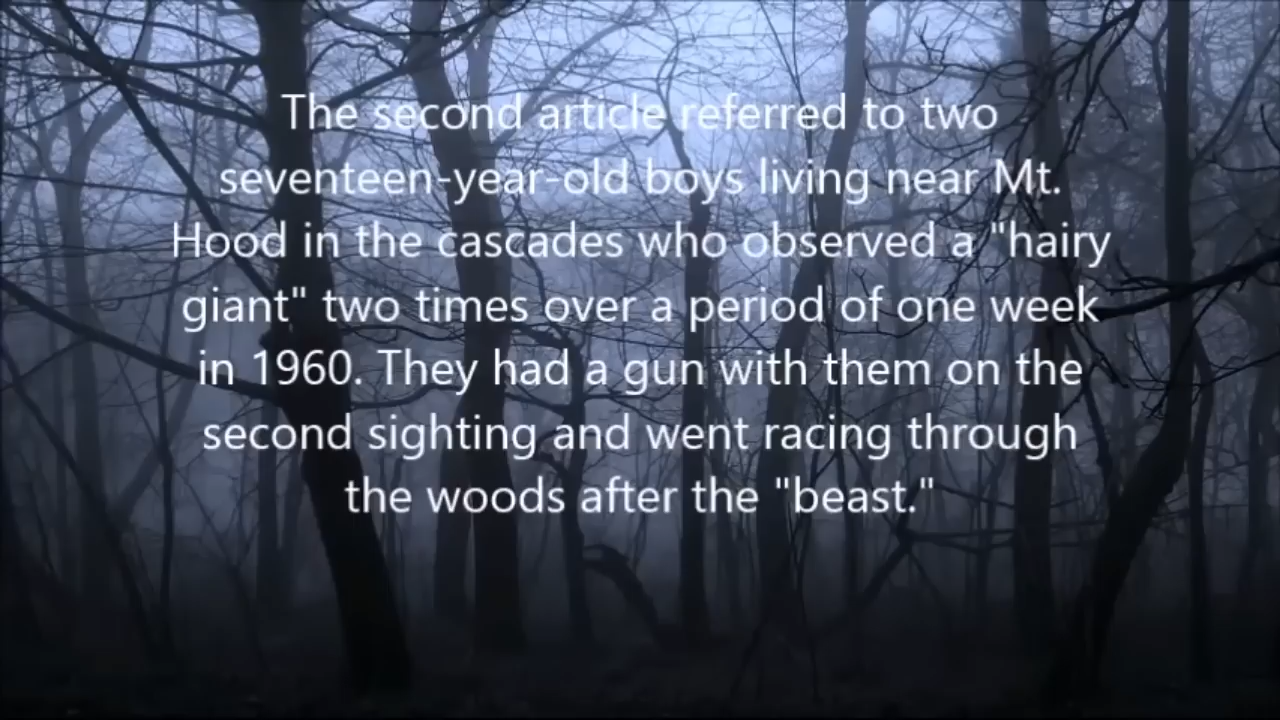 The second article referred to two
seventeen-year-old boys living near Mt.
Hood in the cascades who observed a "hairy
giant" two times over a period of one week
in 1960. They had a gun with them on the
second sighting and went racing through
the woods after the "beast."